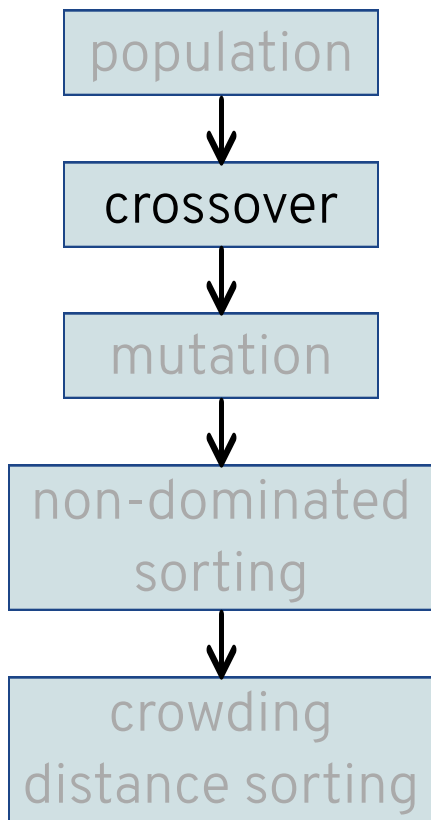 population
crossover
mutation
non-dominated
sorting
crowding
distance sorting